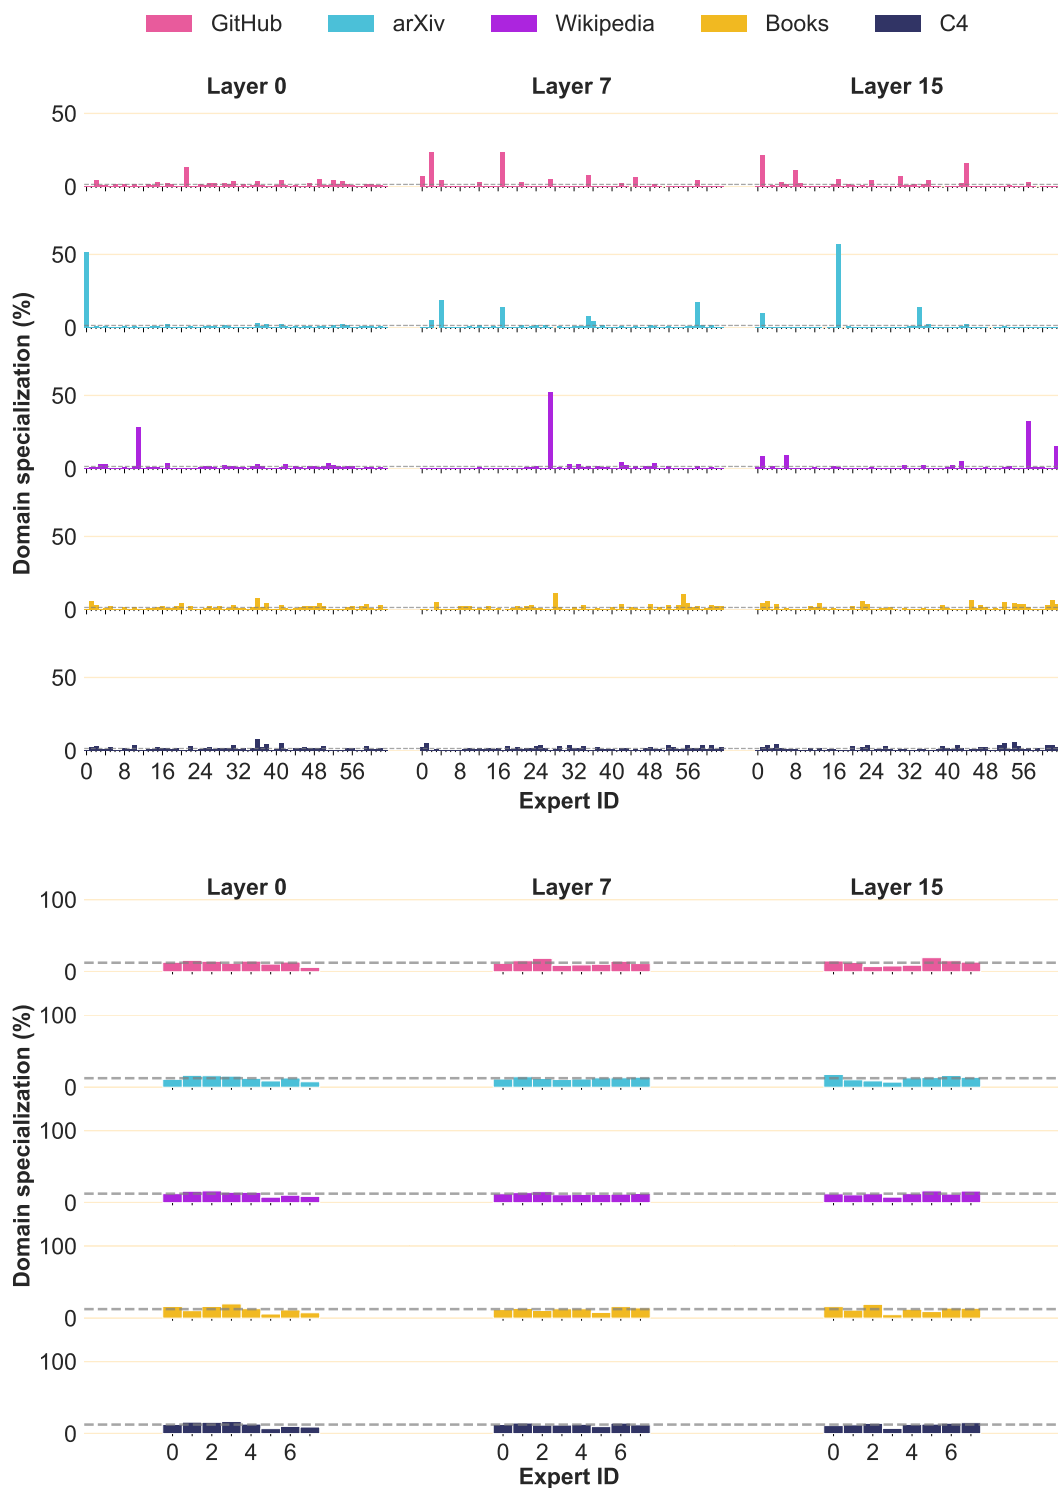 GitHub arXiv Wikipedia Books C4
Layer 0 Layer 7 Layer 15
50
0
50
0
50
0
50
0
50
0
Domain specialization (%)
0 8 16 24 32 40 48 56 0 8 16 24 32 40 48 56 0 8 16 24 32 40 48 56
Expert ID
Layer 0 Layer 7 Layer 15
100
0
100
0
100
0
100
0
100
0
Domain specialization (%)
0 2 4 6 0 2 4 6 0 2 4 6
Expert ID